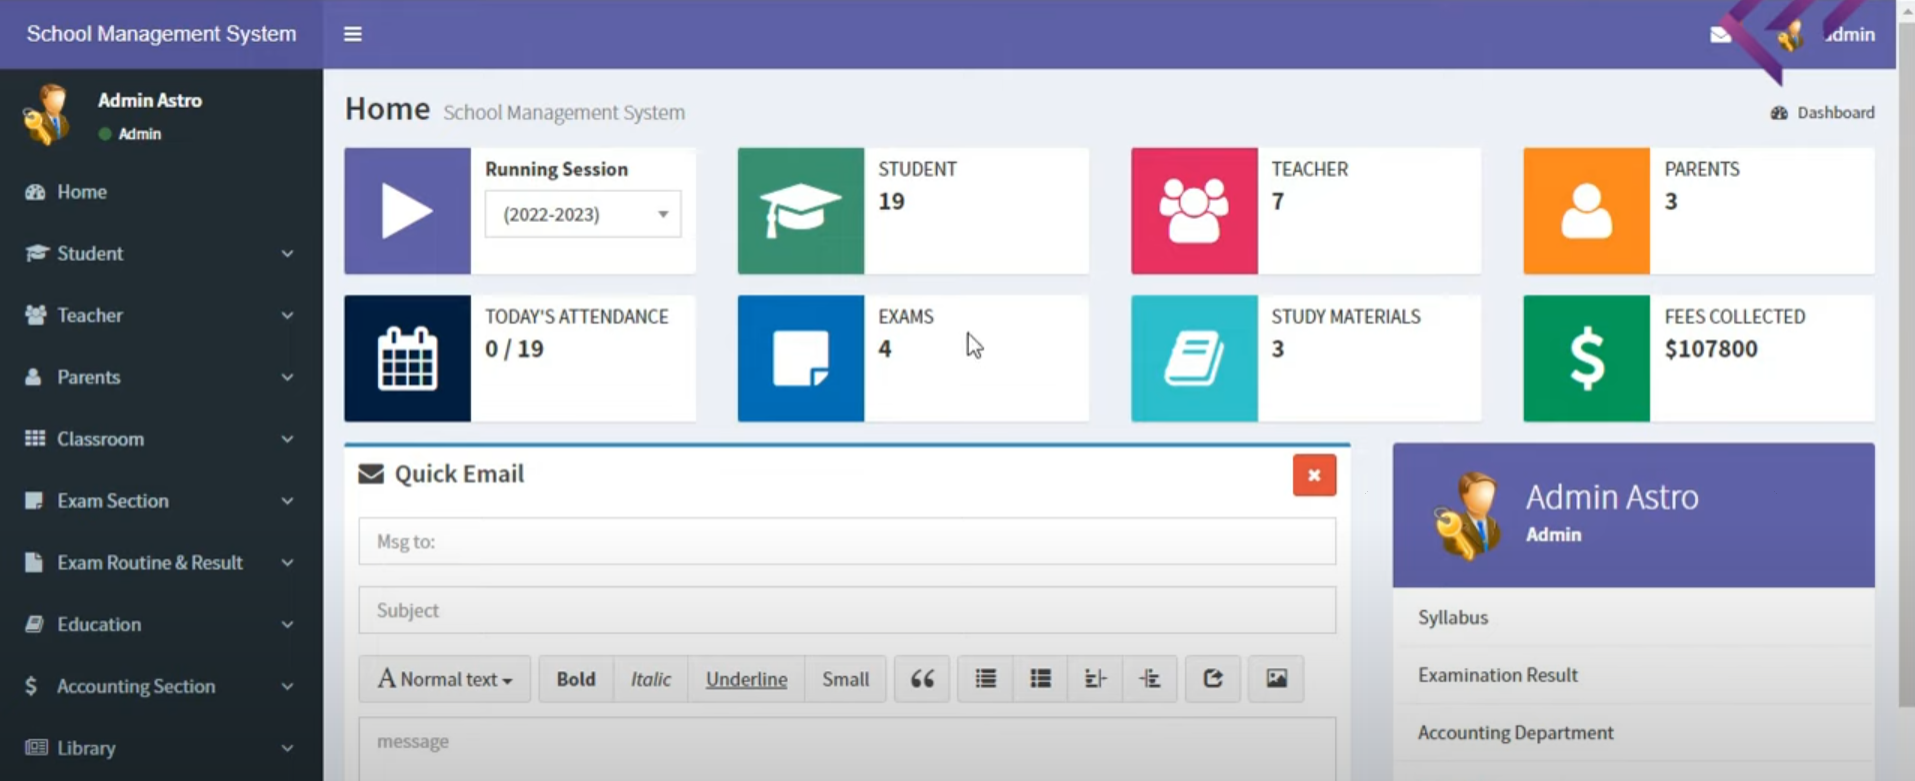 School Management System
admin
Admin Astro
Admin
Home
Student
Teacher
Parents
Classroom
Exam Section
Exam Routine & Result
Education
Accounting Section
Library
Home School Management System
Dashboard
Running Session
(2022-2023)
STUDENT
19
TEACHER
7
PARENTS
3
TODAY'S ATTENDANCE
0 / 19
EXAMS
4
STUDY MATERIALS
3
FEES COLLECTED
$107800
Quick Email
Msg to:
Subject
A Normal text
Bold
Italic
Underline
Small
message
Admin Astro
Admin
Syllabus
Examination Result
Accounting Department